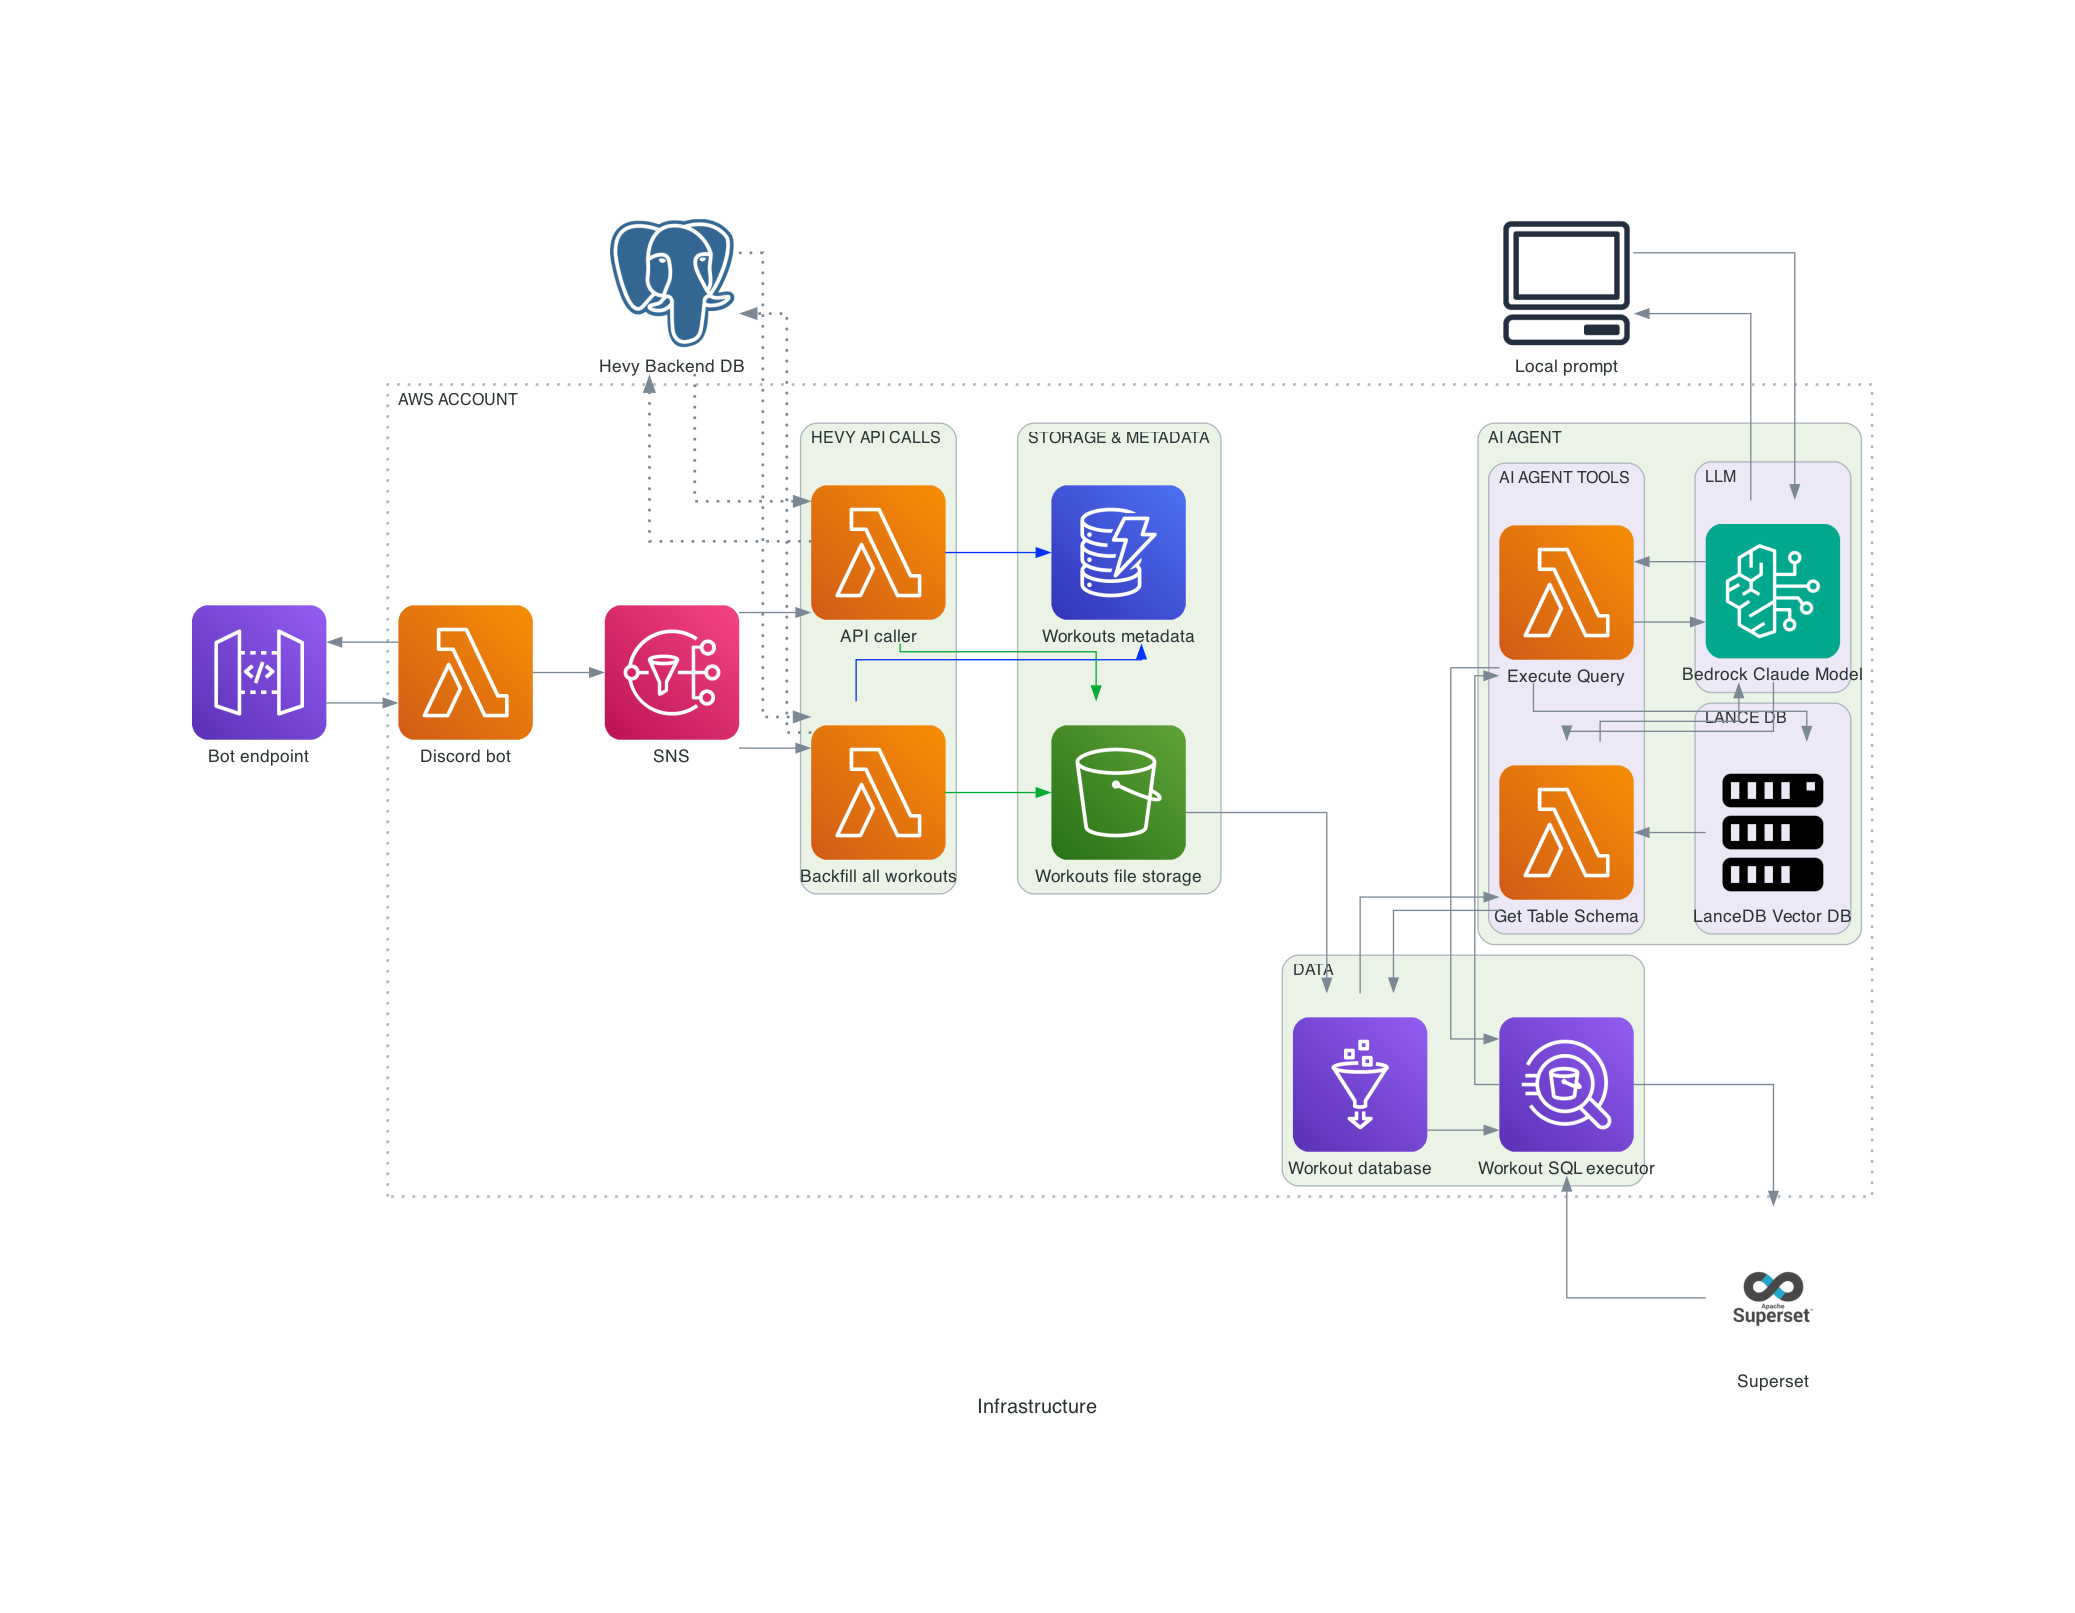 Hevy Backend DB
Local prompt
AWS ACCOUNT
HEVY API CALLS
STORAGE & METADATA
AI AGENT
AI AGENT TOOLS
LLM
API caller
Workouts metadata
Execute Query
Bedrock Claude Model
LANCE DB
Bot endpoint
Discord bot
SNS
Backfill all workouts
Workouts file storage
Get Table Schema
LanceDB Vector DB
DATA
Workout database
Workout SQL executor
Apache
Superset™
Superset
Infrastructure